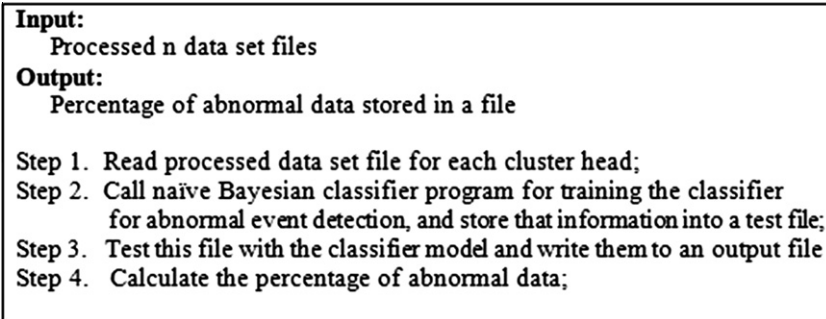 Input:
Processed n data set files
Output:
Percentage of abnormal data stored in a file
Step 1. Read processed data set file for each cluster head;
Step 2. Call naïve Bayesian classifier program for training the classifier
for abnormal event detection, and store that information into a test file;
Step 3. Test this file with the classifier model and write them to an output file
Step 4. Calculate the percentage of abnormal data;